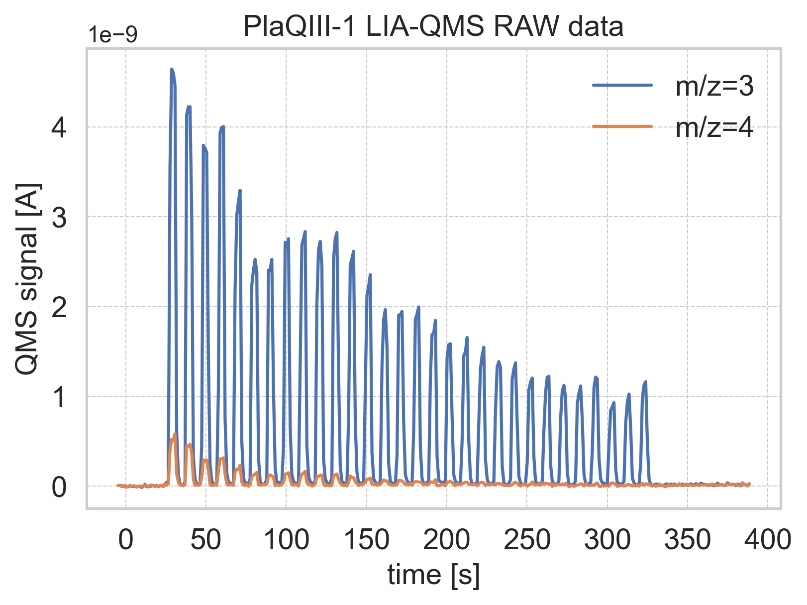 PlaQIII-1 LIA-QMS RAW data
1e−9
m/z=3
m/z=4
4
3
2
1
0
QMS signal [A]
0 50 100 150 200 250 300 350 400
time [s]